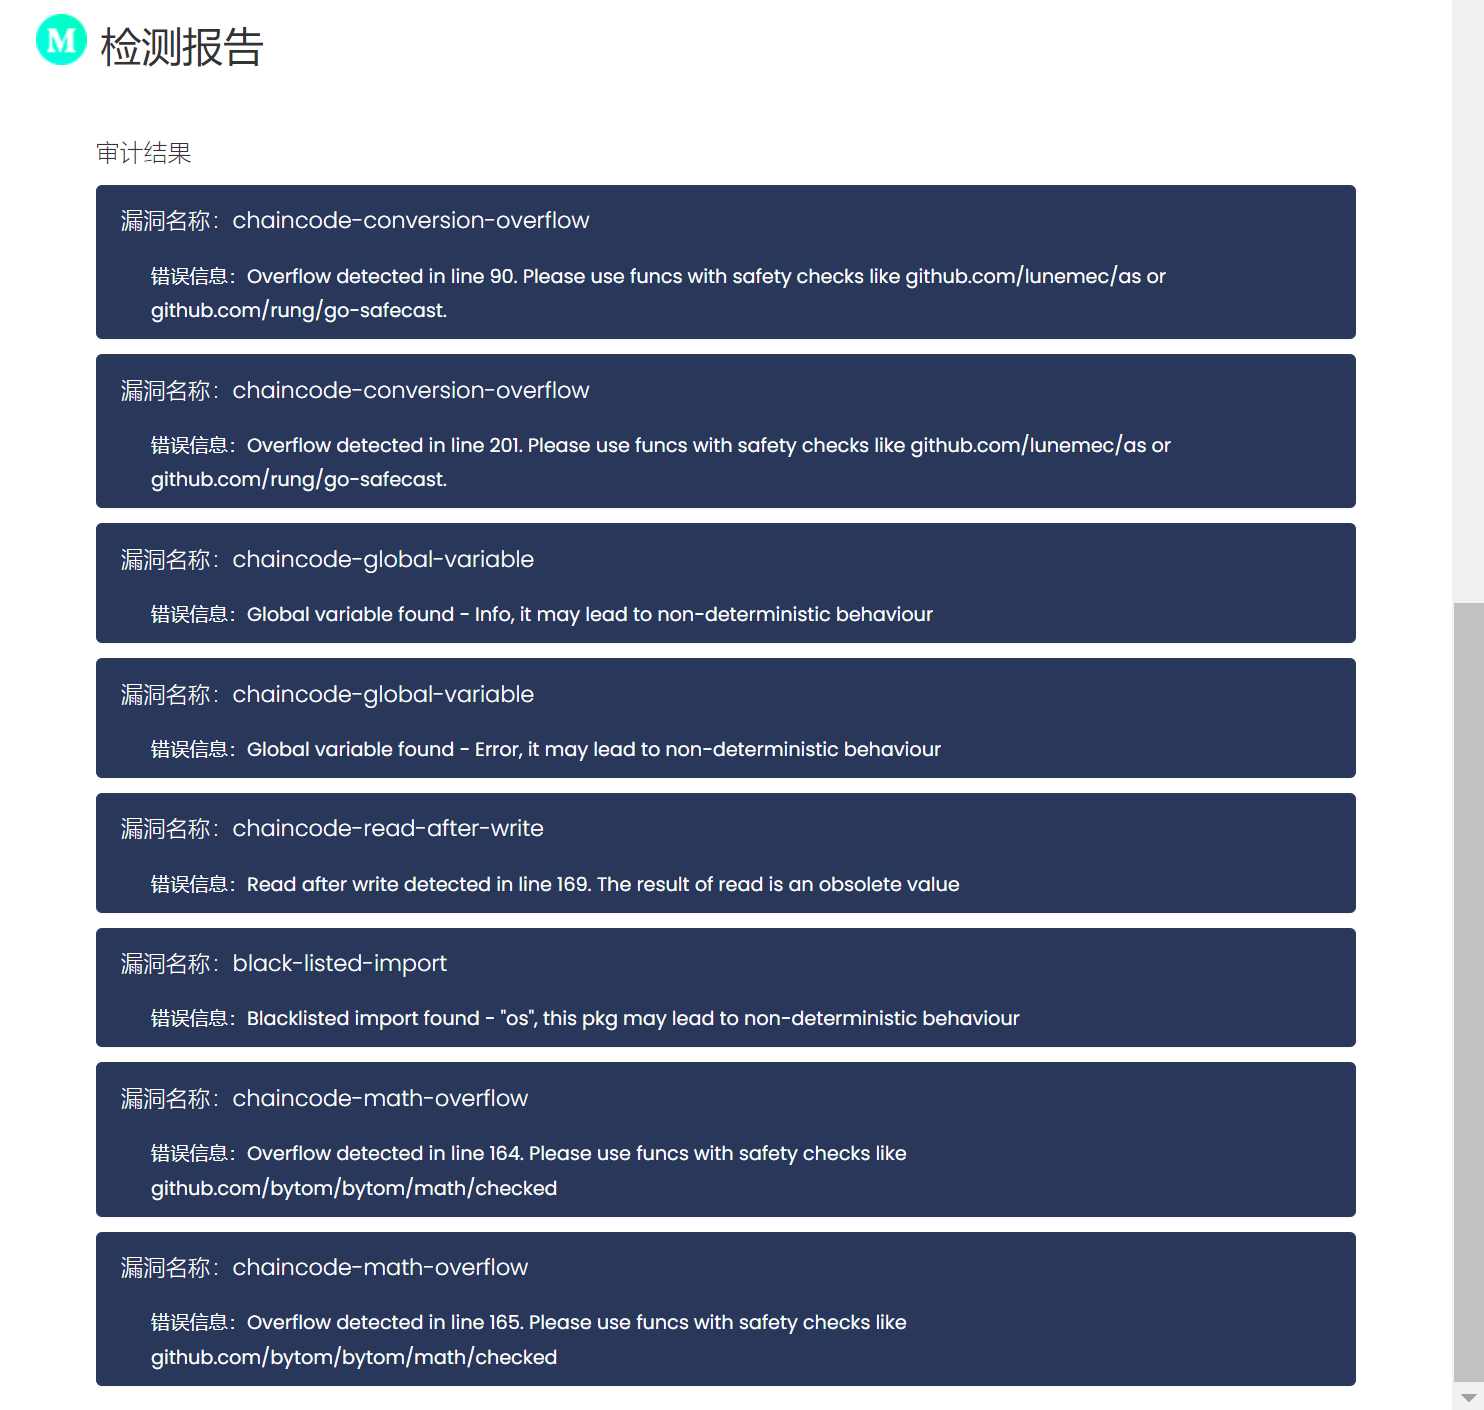 M 检测报告
审计结果
漏洞名称：chaincode-conversion-overflow
错误信息：Overflow detected in line 90. Please use funcs with safety checks like github.com/lunemec/as or
github.com/rung/go-safecast.
漏洞名称：chaincode-conversion-overflow
错误信息：Overflow detected in line 201. Please use funcs with safety checks like github.com/lunemec/as or
github.com/rung/go-safecast.
漏洞名称：chaincode-global-variable
错误信息：Global variable found - Info, it may lead to non-deterministic behaviour
漏洞名称：chaincode-global-variable
错误信息：Global variable found - Error, it may lead to non-deterministic behaviour
漏洞名称：chaincode-read-after-write
错误信息：Read after write detected in line 169. The result of read is an obsolete value
漏洞名称：black-listed-import
错误信息：Blacklisted import found - "os", this pkg may lead to non-deterministic behaviour
漏洞名称：chaincode-math-overflow
错误信息：Overflow detected in line 164. Please use funcs with safety checks like
github.com/bytom/bytom/math/checked
漏洞名称：chaincode-math-overflow
错误信息：Overflow detected in line 165. Please use funcs with safety checks like
github.com/bytom/bytom/math/checked